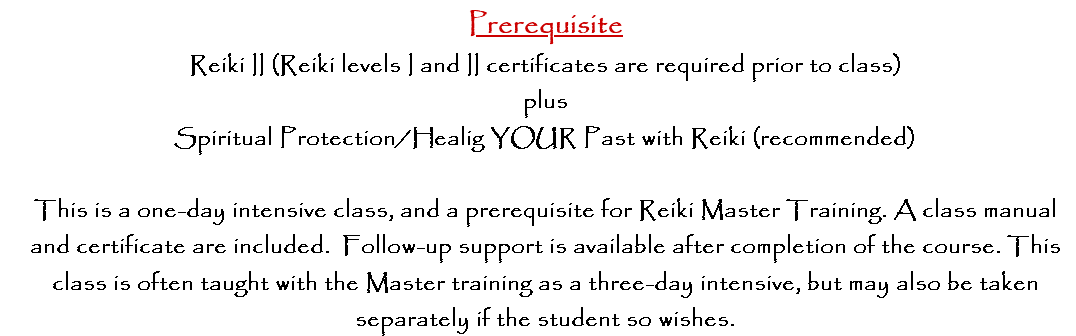 Prerequisite
Reiki II (Reiki levels I and II certificates are required prior to class)
plus
Spiritual Protection/Healig YOUR Past with Reiki (recommended)
This is a one-day intensive class, and a prerequisite for Reiki Master Training. A class manual
and certificate are included. Follow-up support is available after completion of the course. This
class is often taught with the Master training as a three-day intensive, but may also be taken
separately if the student so wishes.